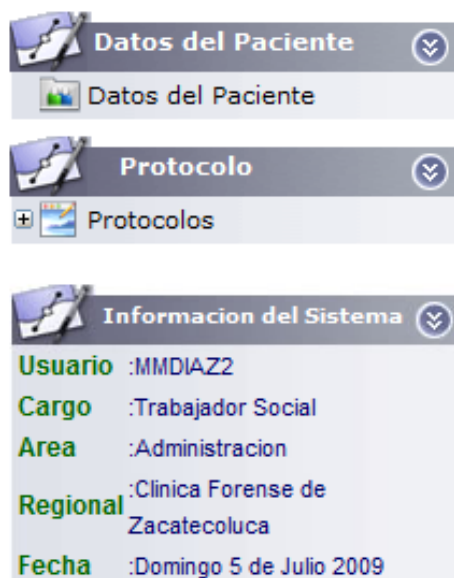 Datos del Paciente
Datos del Paciente
Protocolo
Protocolos
Informacion del Sistema
Usuario :MMDIAZ2
Cargo :Trabajador Social
Area :Administracion
Regional :Clinica Forense de
Zacatecoluca
Fecha :Domingo 5 de Julio 2009